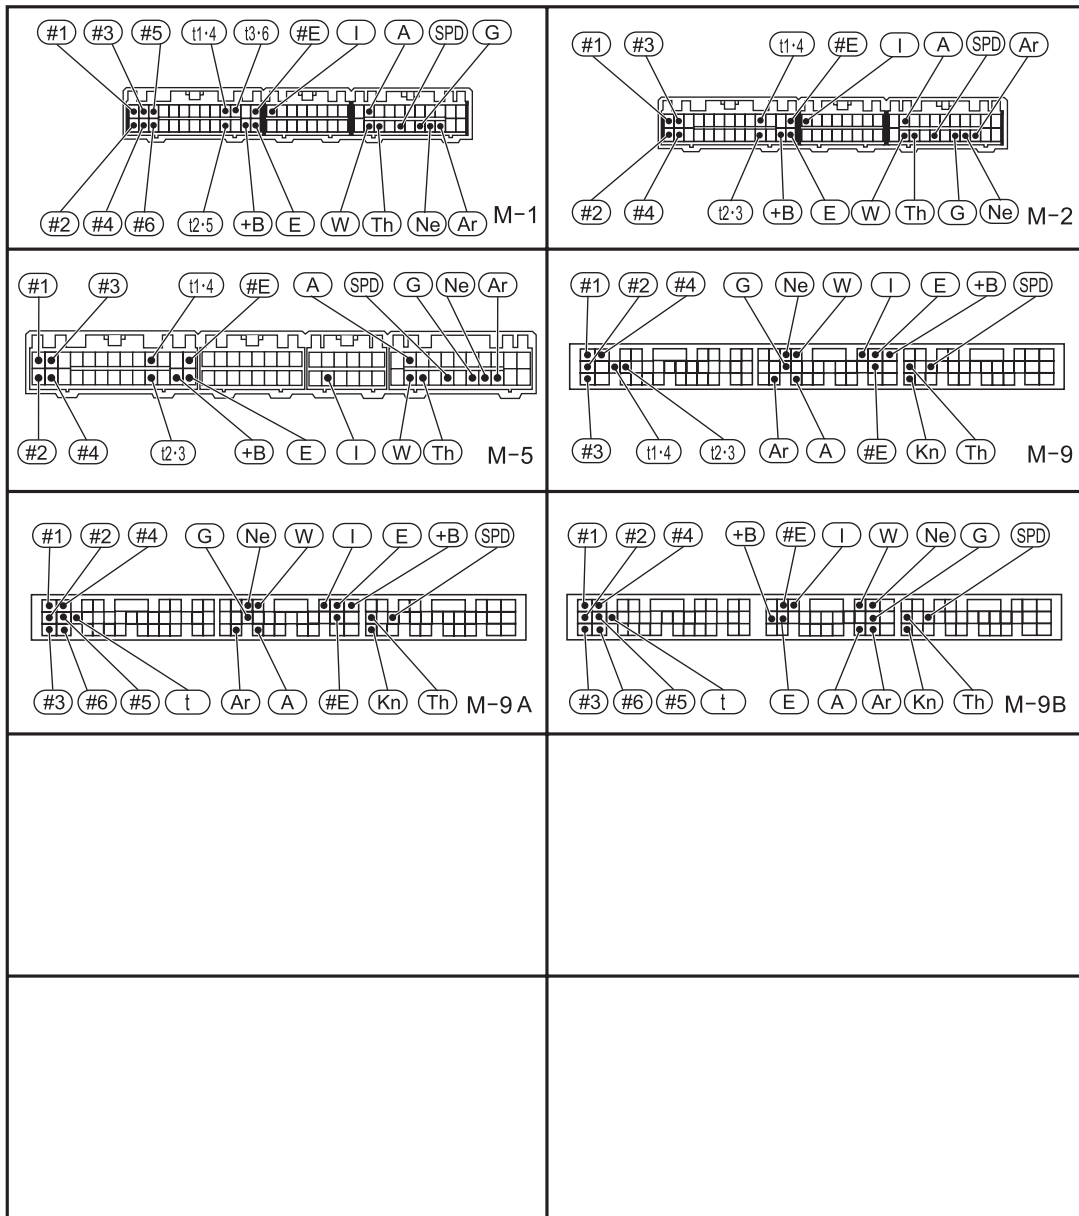 #1 #3 #5 t1·4 t3·6 #E I A SPD G
#2 #4 #6 t2·5 +B E W Th Ne Ar
M-1
#1 #3 t1·4 #E I A SPD Ar
#2 #4 t2·3 +B E W Th G Ne
M-2
#1 #3 t1·4 #E A SPD G Ne Ar
#2 #4 t2·3 +B E I W Th
M-5
#1 #2 #4 G Ne W I E +B SPD
#3 t1·4 t2·3 Ar A #E Kn Th
M-9
#1 #2 #4 G Ne W I E +B SPD
#3 #6 #5 t Ar A #E Kn Th
M-9A
#1 #2 #4 +B #E I W Ne G SPD
#3 #6 #5 t E A Ar Kn Th
M-9B